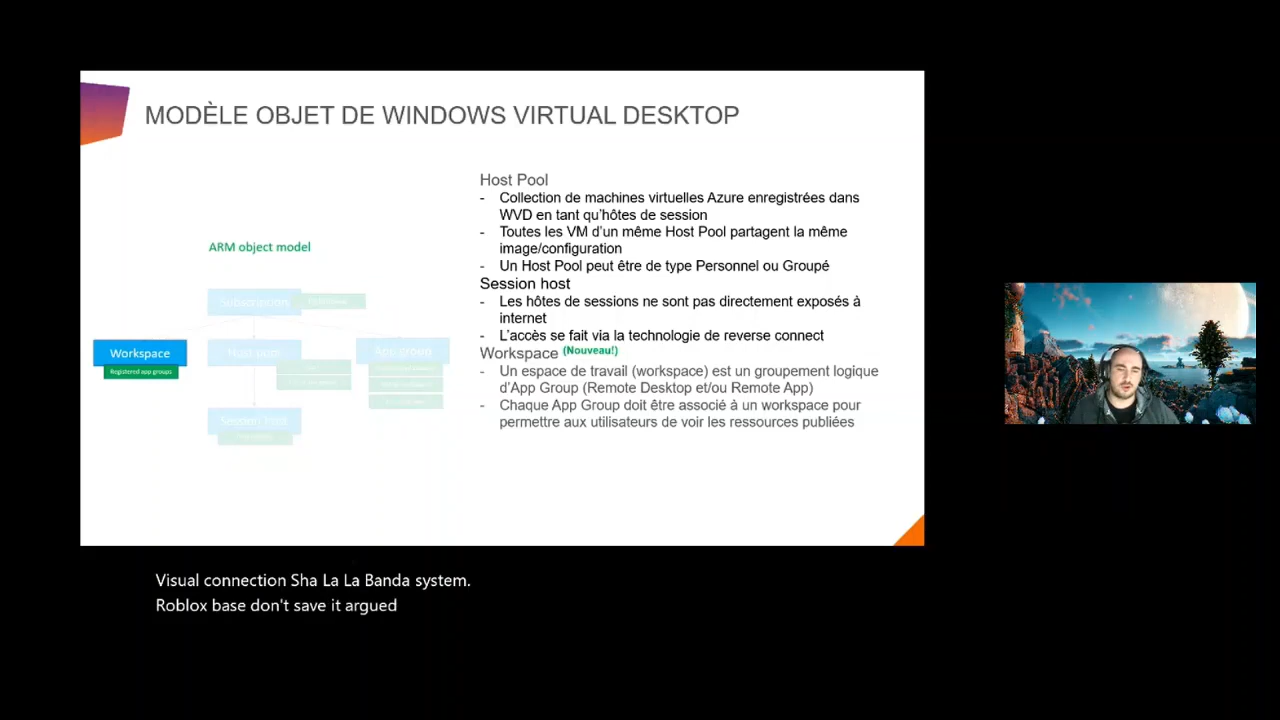 MODÈLE OBJET DE WINDOWS VIRTUAL DESKTOP
ARM object model
Subscription
Workspace
Registered app groups
Host pool
App group
Session host
Host Pool
- Collection de machines virtuelles Azure enregistrées dans
WVD en tant qu'hôtes de session
- Toutes les VM d'un même Host Pool partagent la même
image/configuration
- Un Host Pool peut être de type Personnel ou Groupé
Session host
- Les hôtes de sessions ne sont pas directement exposés à
internet
- L'accès se fait via la technologie de reverse connect
Workspace (Nouveau!)
- Un espace de travail (workspace) est un groupement logique
d'App Group (Remote Desktop et/ou Remote App)
- Chaque App Group doit être associé à un workspace pour
permettre aux utilisateurs de voir les ressources publiées
Visual connection Sha La La Banda system.
Roblox base don't save it argued